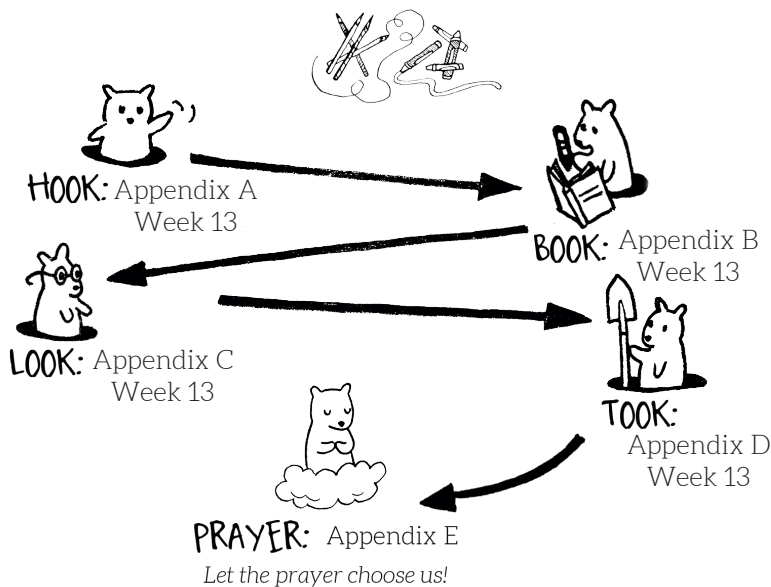 HOOK: Appendix A
Week 13
BOOK: Appendix B
Week 13
LOOK: Appendix C
Week 13
TOOK:
Appendix D
Week 13
PRAYER: Appendix E
Let the prayer choose us!